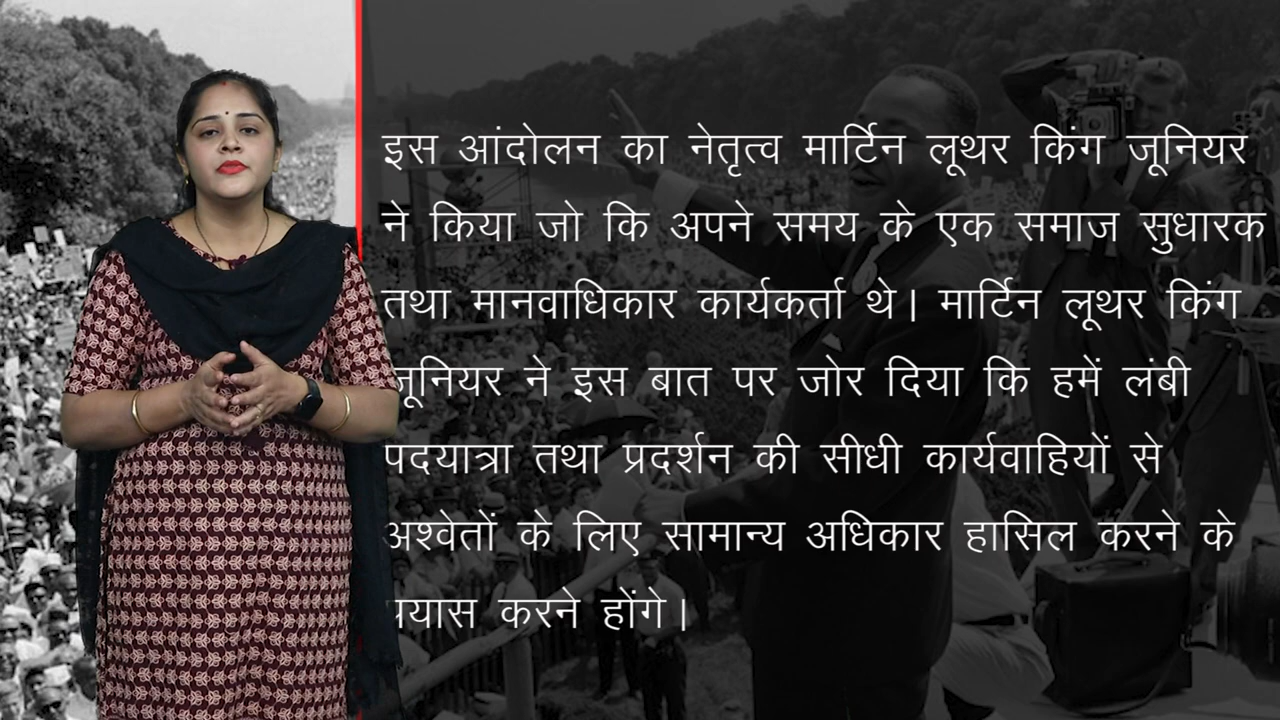 इस आंदोलन का नेतृत्व मार्टिन लूथर किंग जूनियर
ने किया जो कि अपने समय के एक समाज सुधारक
तथा मानवाधिकार कार्यकर्ता थे। मार्टिन लूथर किंग
जूनियर ने इस बात पर जोर दिया कि हमें लंबी
पदयात्रा तथा प्रदर्शन की सीधी कार्यवाहियों से
अश्वेतों के लिए सामान्य अधिकार हासिल करने के
प्रयास करने होंगे।